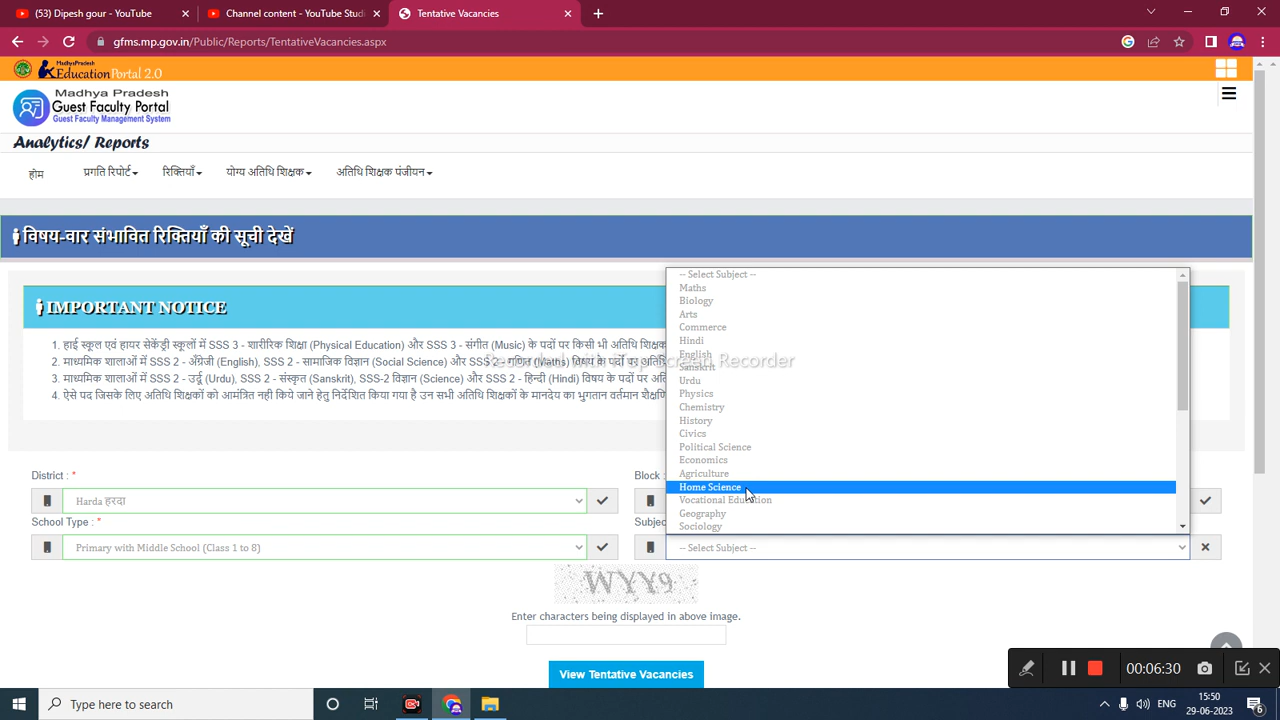 (53) Dipesh gour - YouTube
Channel content - YouTube Stud
Tentative Vacancies
gfms.mp.gov.in/Public/Reports/TentativeVacancies.aspx
MadhyaPradesh
Education Portal 2.0
Madhya Pradesh
Guest Faculty Portal
Guest Faculty Management System
Analytics/ Reports
होम
प्रगति रिपोर्ट
रिक्तियाँ
योग्य अतिथि शिक्षक
अतिथि शिक्षक पंजीयन
विषय-वार संभावित रिक्तियाँ की सूची देखें
IMPORTANT NOTICE
1. हाई स्कूल एवं हायर सेकेंड्री स्कूलों में SSS 3 - शारीरिक शिक्षा (Physical Education) और SSS 3 - संगीत (Music) के पदों पर किसी भी अतिथि शिक्षक
2. माध्यमिक शालाओं में SSS 2 - अँग्रेजी (English), SSS 2 - सामाजिक विज्ञान (Social Science) और SSS 2 - गणित (Maths) विषय के पदों पर अतिथि
3. माध्यमिक शालाओं में SSS 2 - उर्दू (Urdu), SSS 2 - संस्कृत (Sanskrit), SSS-2 विज्ञान (Science) और SSS 2 - हिन्दी (Hindi) विषय के पदों पर अति
4. ऐसे पद जिसके लिए अतिथि शिक्षकों को आमंत्रित नही किये जाने हेतु निर्देशित किया गया है उन सभी अतिथि शिक्षकों के मानदेय का भुगतान वर्तमान शैक्षणि
-- Select Subject --
Maths
Biology
Arts
Commerce
Hindi
English
Sanskrit
Urdu
Physics
Chemistry
History
Civics
Political Science
Economics
Agriculture
Home Science
Vocational Education
Geography
Sociology
District : *
Block :
Harda हरदा
School Type : *
Subjec
Primary with Middle School (Class 1 to 8)
-- Select Subject --
WYY9
Enter characters being displayed in above image.
View Tentative Vacancies
00:06:30
Type here to search
ENG
15:50
29-06-2023
6